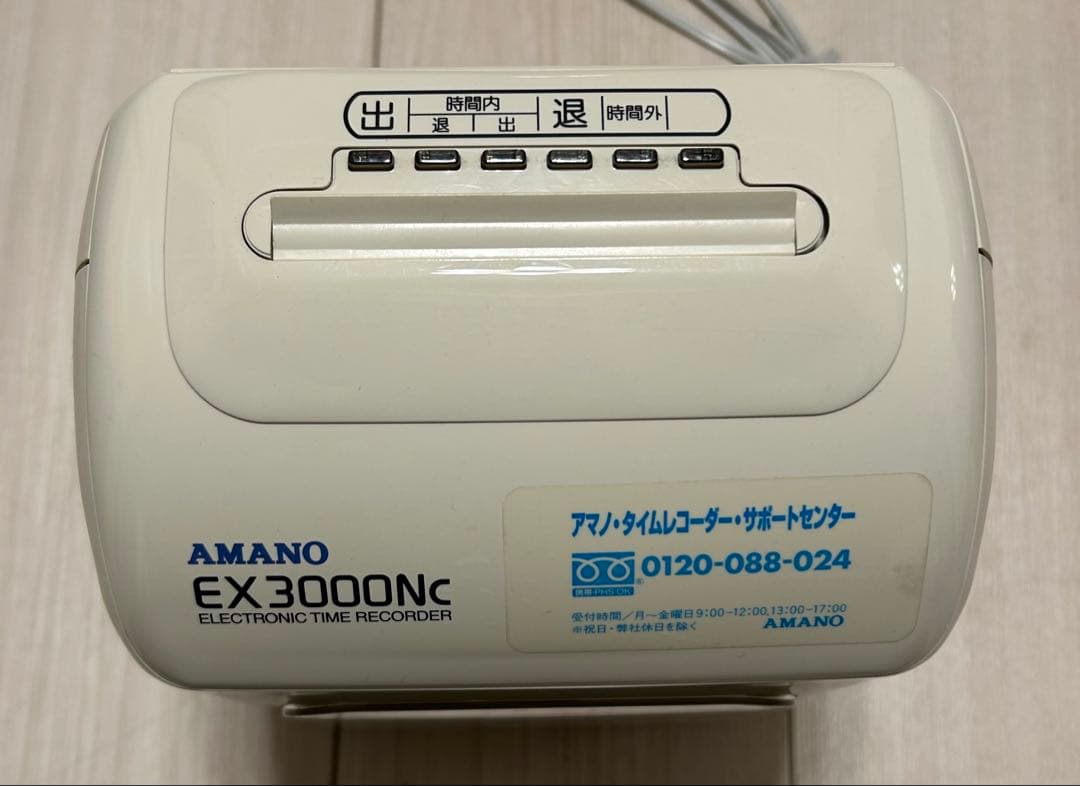 出 時間内 退 時間外
退 出
アマノ・タイムレコーダー・サポートセンター
0120-088-024
携帯・PHS OK
受付時間/月〜金曜日9:00-12:00,13:00-17:00
※祝日・弊社休日を除く AMANO
AMANO
EX3000Nc
ELECTRONIC TIME RECORDER